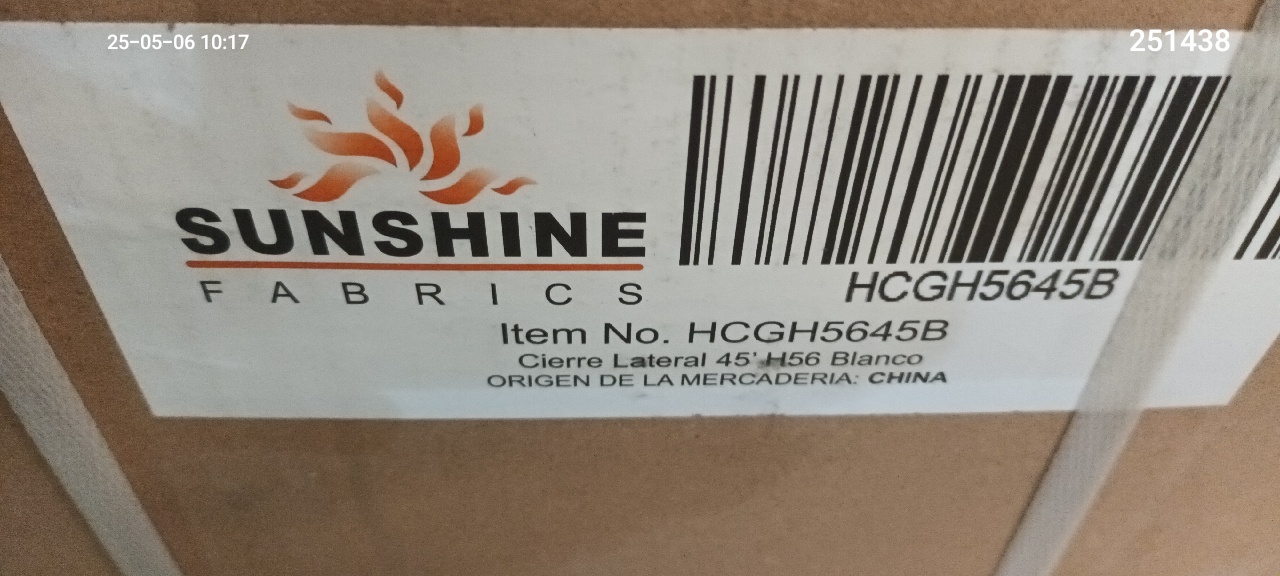 25-05-06 10:17
251438
SUNSHINE
FABRICS
HCGH5645B
Item No. HCGH5645B
Cierre Lateral 45' H56 Blanco
ORIGEN DE LA MERCADERIA: CHINA